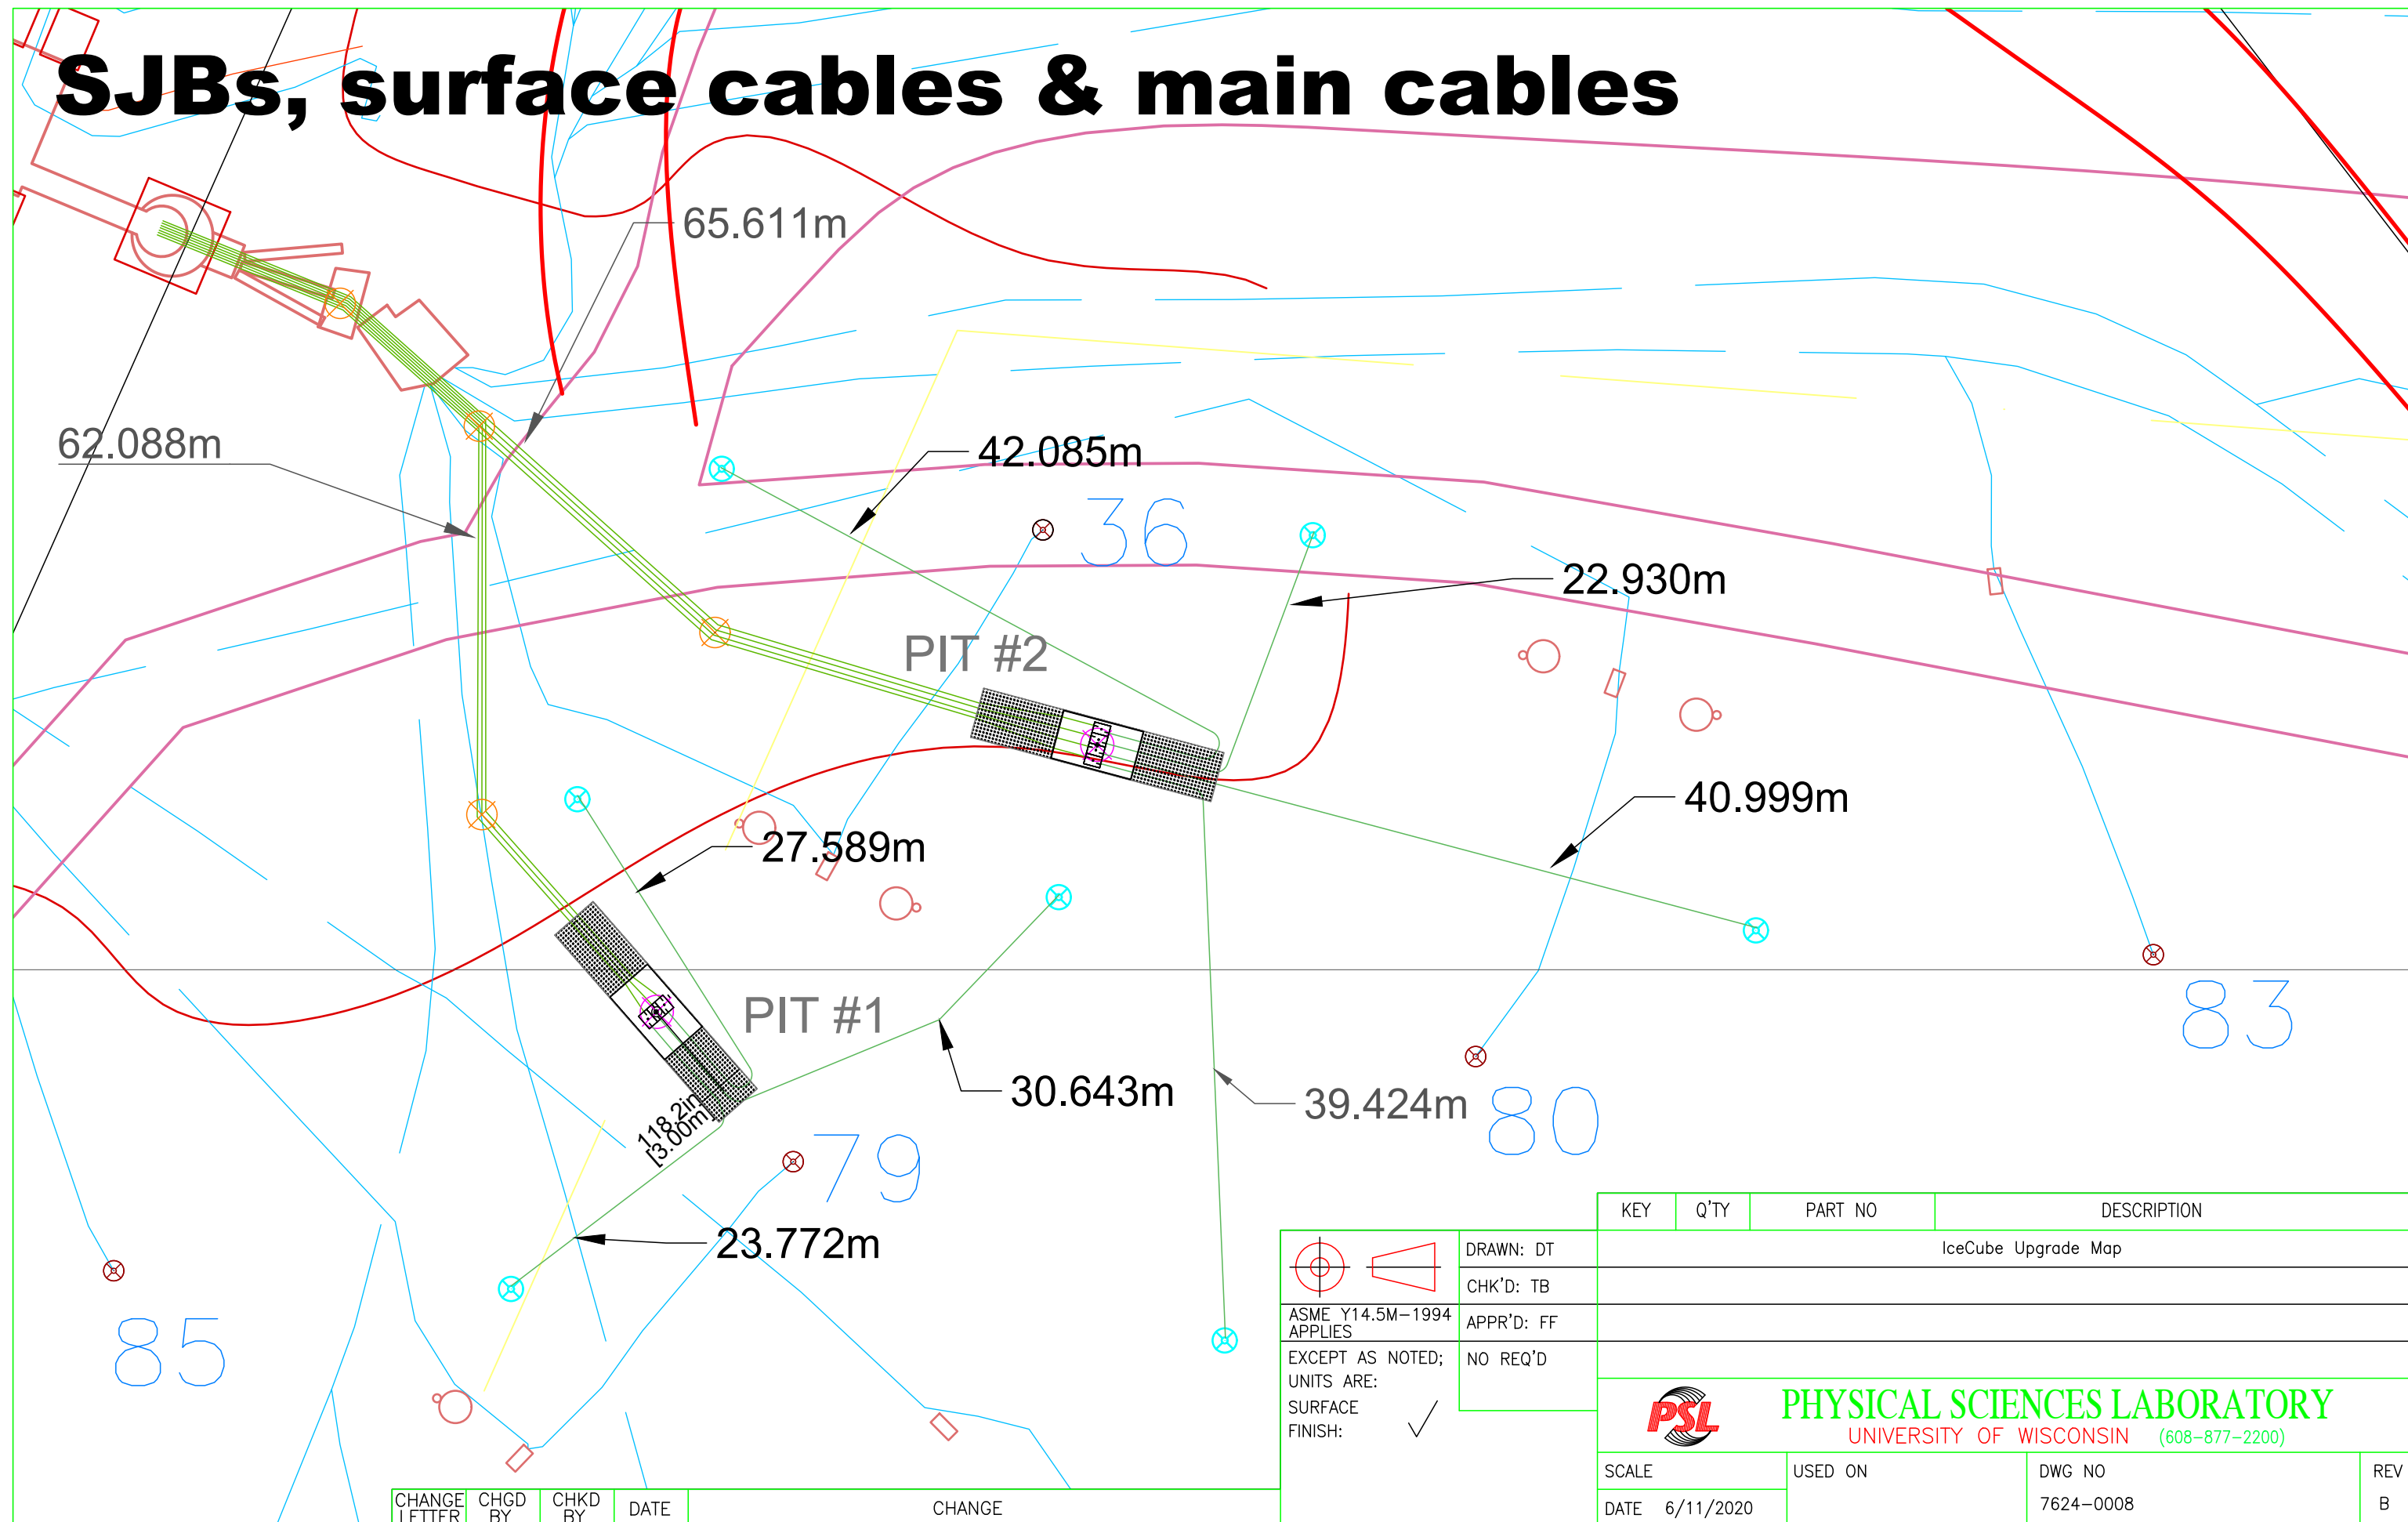 SJBs, surface cables & main cables
65.611m
62.088m
42.085m
36
22.930m
PIT #2
40.999m
27.589m
83
PIT #1
30.643m
39.424m
80
118.2in
[3.00m]
79
23.772m
85
KEY Q'TY PART NO DESCRIPTION
IceCube Upgrade Map
DRAWN: DT
CHK'D: TB
ASME Y14.5M-1994
APPLIES
APPR'D: FF
EXCEPT AS NOTED;
UNITS ARE:
SURFACE
FINISH:
NO REQ'D
PSL
PHYSICAL SCIENCES LABORATORY
UNIVERSITY OF WISCONSIN (608-877-2200)
SCALE
USED ON
DWG NO
REV
DATE 6/11/2020
7624-0008
B
CHANGE
LETTER
CHGD
BY
CHKD
BY
DATE
CHANGE